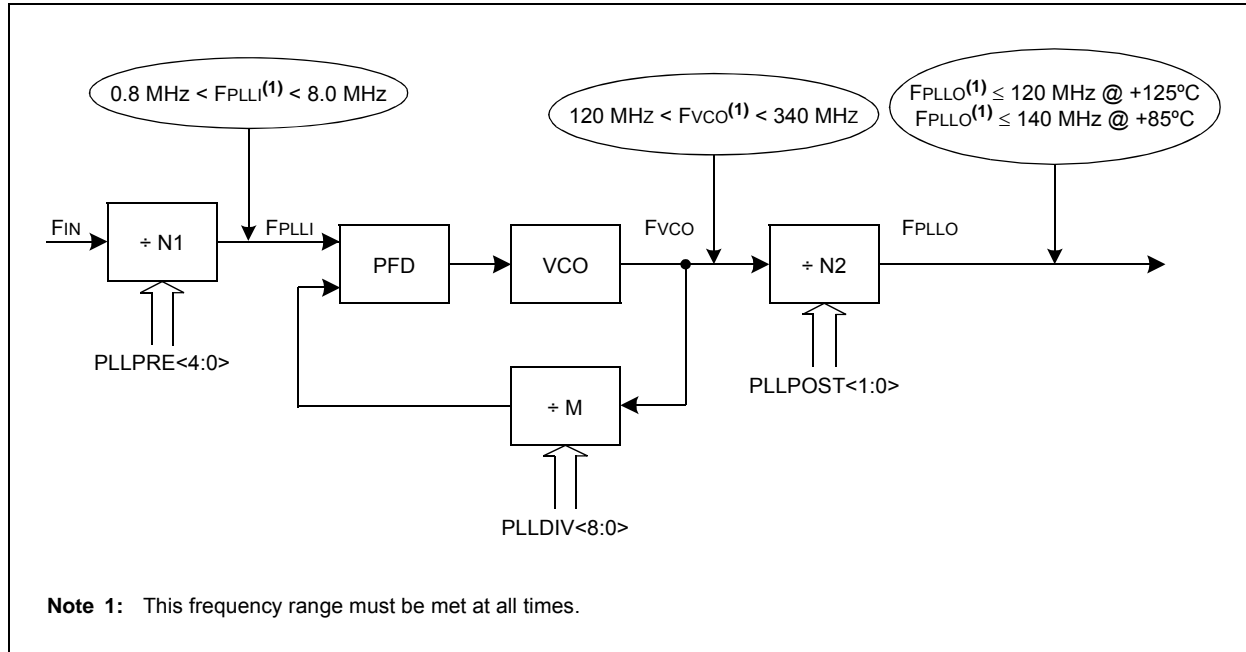 0.8 MHz < FPLLI(1) < 8.0 MHz
120 MHZ < FVCO(1) < 340 MHZ
FPLLO(1) ≤ 120 MHz @ +125ºC
FPLLO(1) ≤ 140 MHz @ +85ºC
FIN
÷ N1
FPLLI
PFD
VCO
FVCO
÷ N2
FPLLO
PLLPRE<4:0>
÷ M
PLLPOST<1:0>
PLLDIV<8:0>
Note 1: This frequency range must be met at all times.